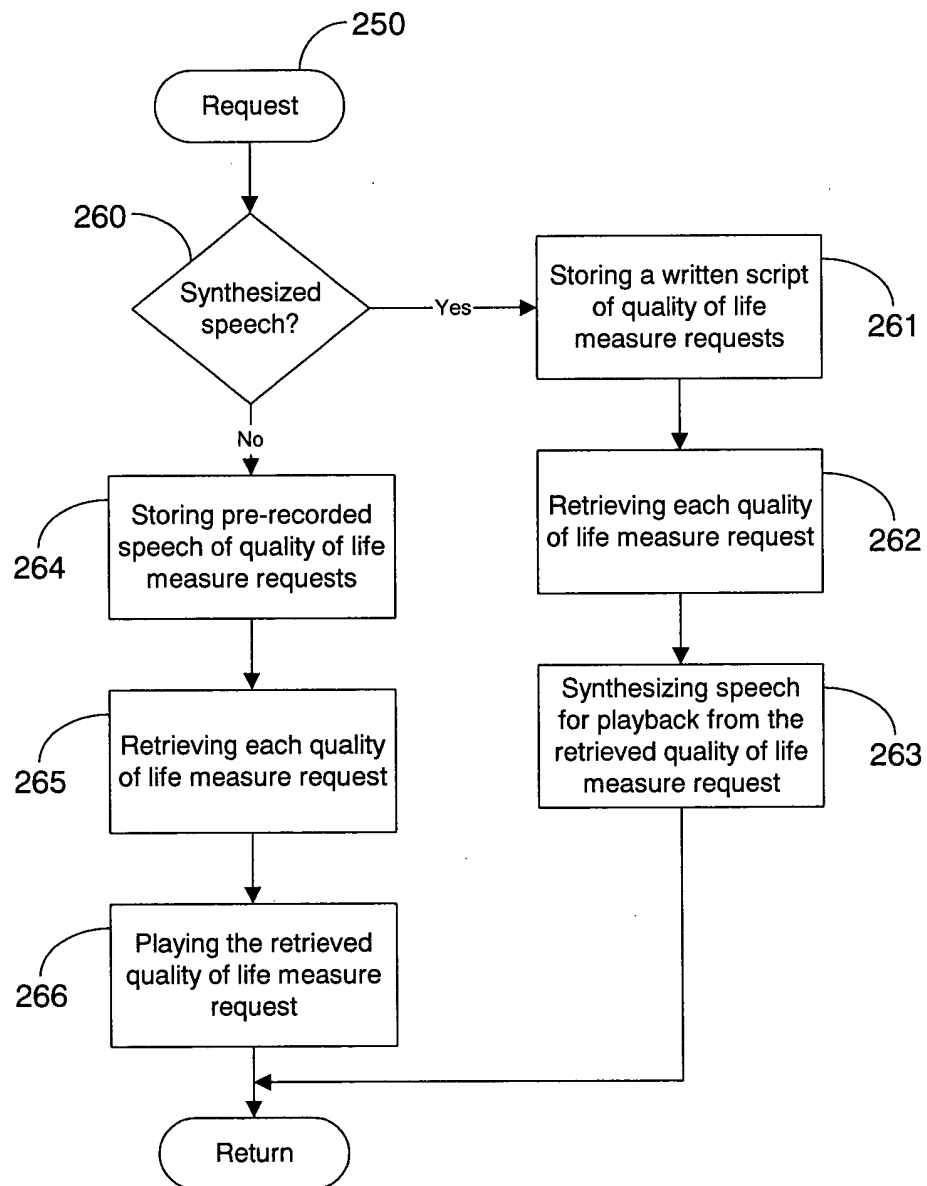 250
Request
260
Synthesized
speech?
Yes
Storing a written script
of quality of life
measure requests
261
No
Retrieving each quality
of life measure request
262
Storing pre-recorded
speech of quality of life
measure requests
264
Synthesizing speech
for playback from the
retrieved quality of life
measure request
263
Retrieving each quality
of life measure request
265
Playing the retrieved
quality of life measure
request
266
Return